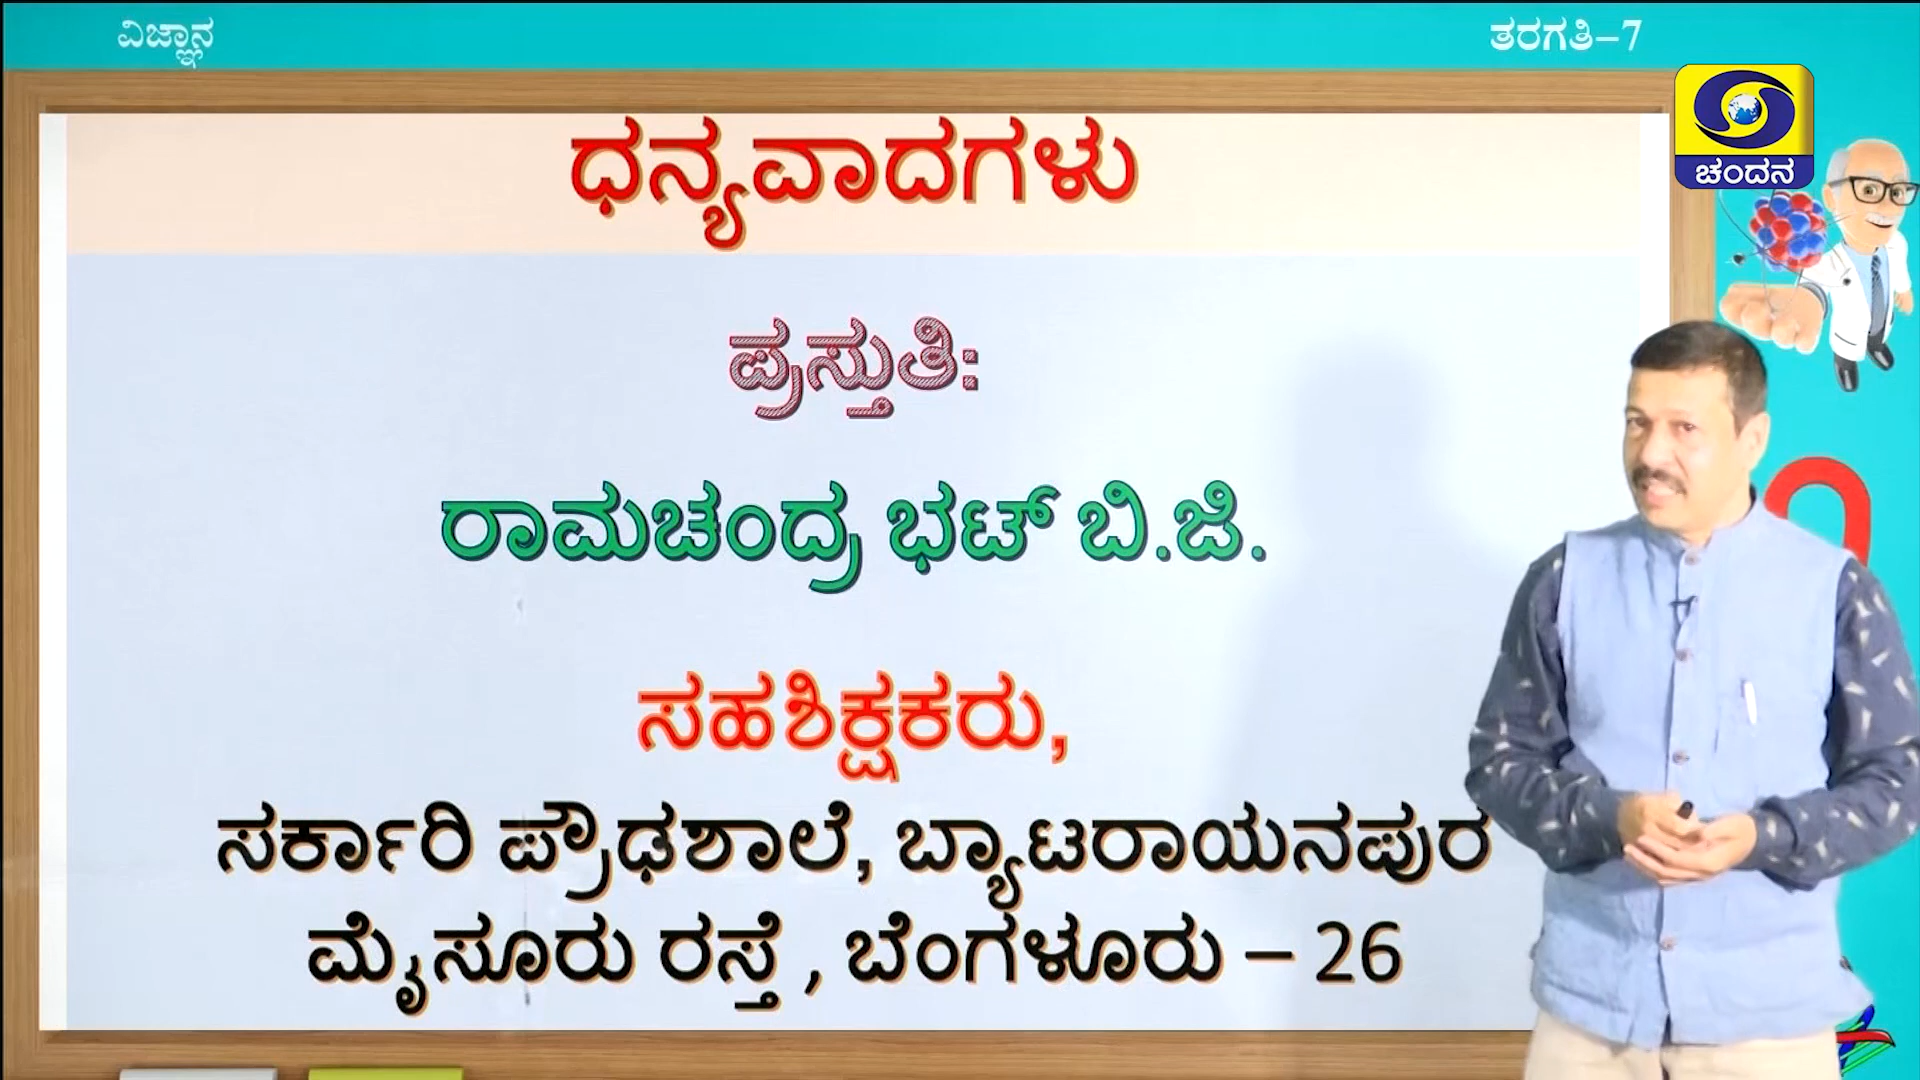 ವಿಜ್ಞಾನ
ತರಗತಿ–7
ಚಂದನ
ಧನ್ಯವಾದಗಳು
ಪ್ರಸ್ತುತಿ:
ರಾಮಚಂದ್ರ ಭಟ್ ಬಿ.ಜಿ.
ಸಹಶಿಕ್ಷಕರು,
ಸರ್ಕಾರಿ ಪ್ರೌಢಶಾಲೆ, ಬ್ಯಾಟರಾಯನಪುರ
ಮೈಸೂರು ರಸ್ತೆ , ಬೆಂಗಳೂರು – 26